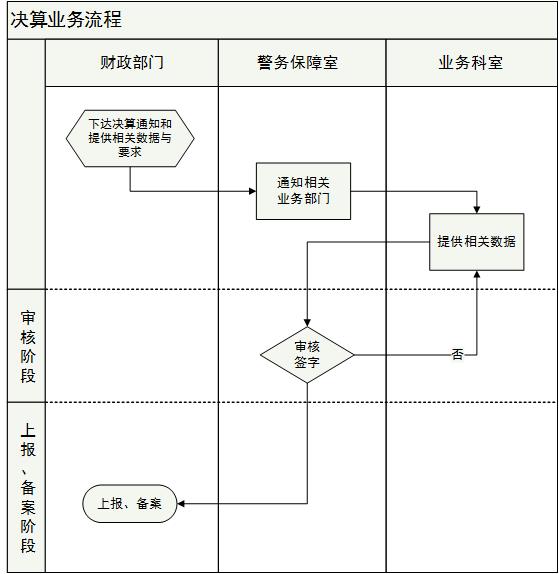 决算业务流程
财政部门
警务保障室
业务科室
下达决算通知和
提供相关数据与
要求
通知相关
业务部门
提供相关数据
审核阶段
审核
签字
否
上报、备案阶段
上报、备案